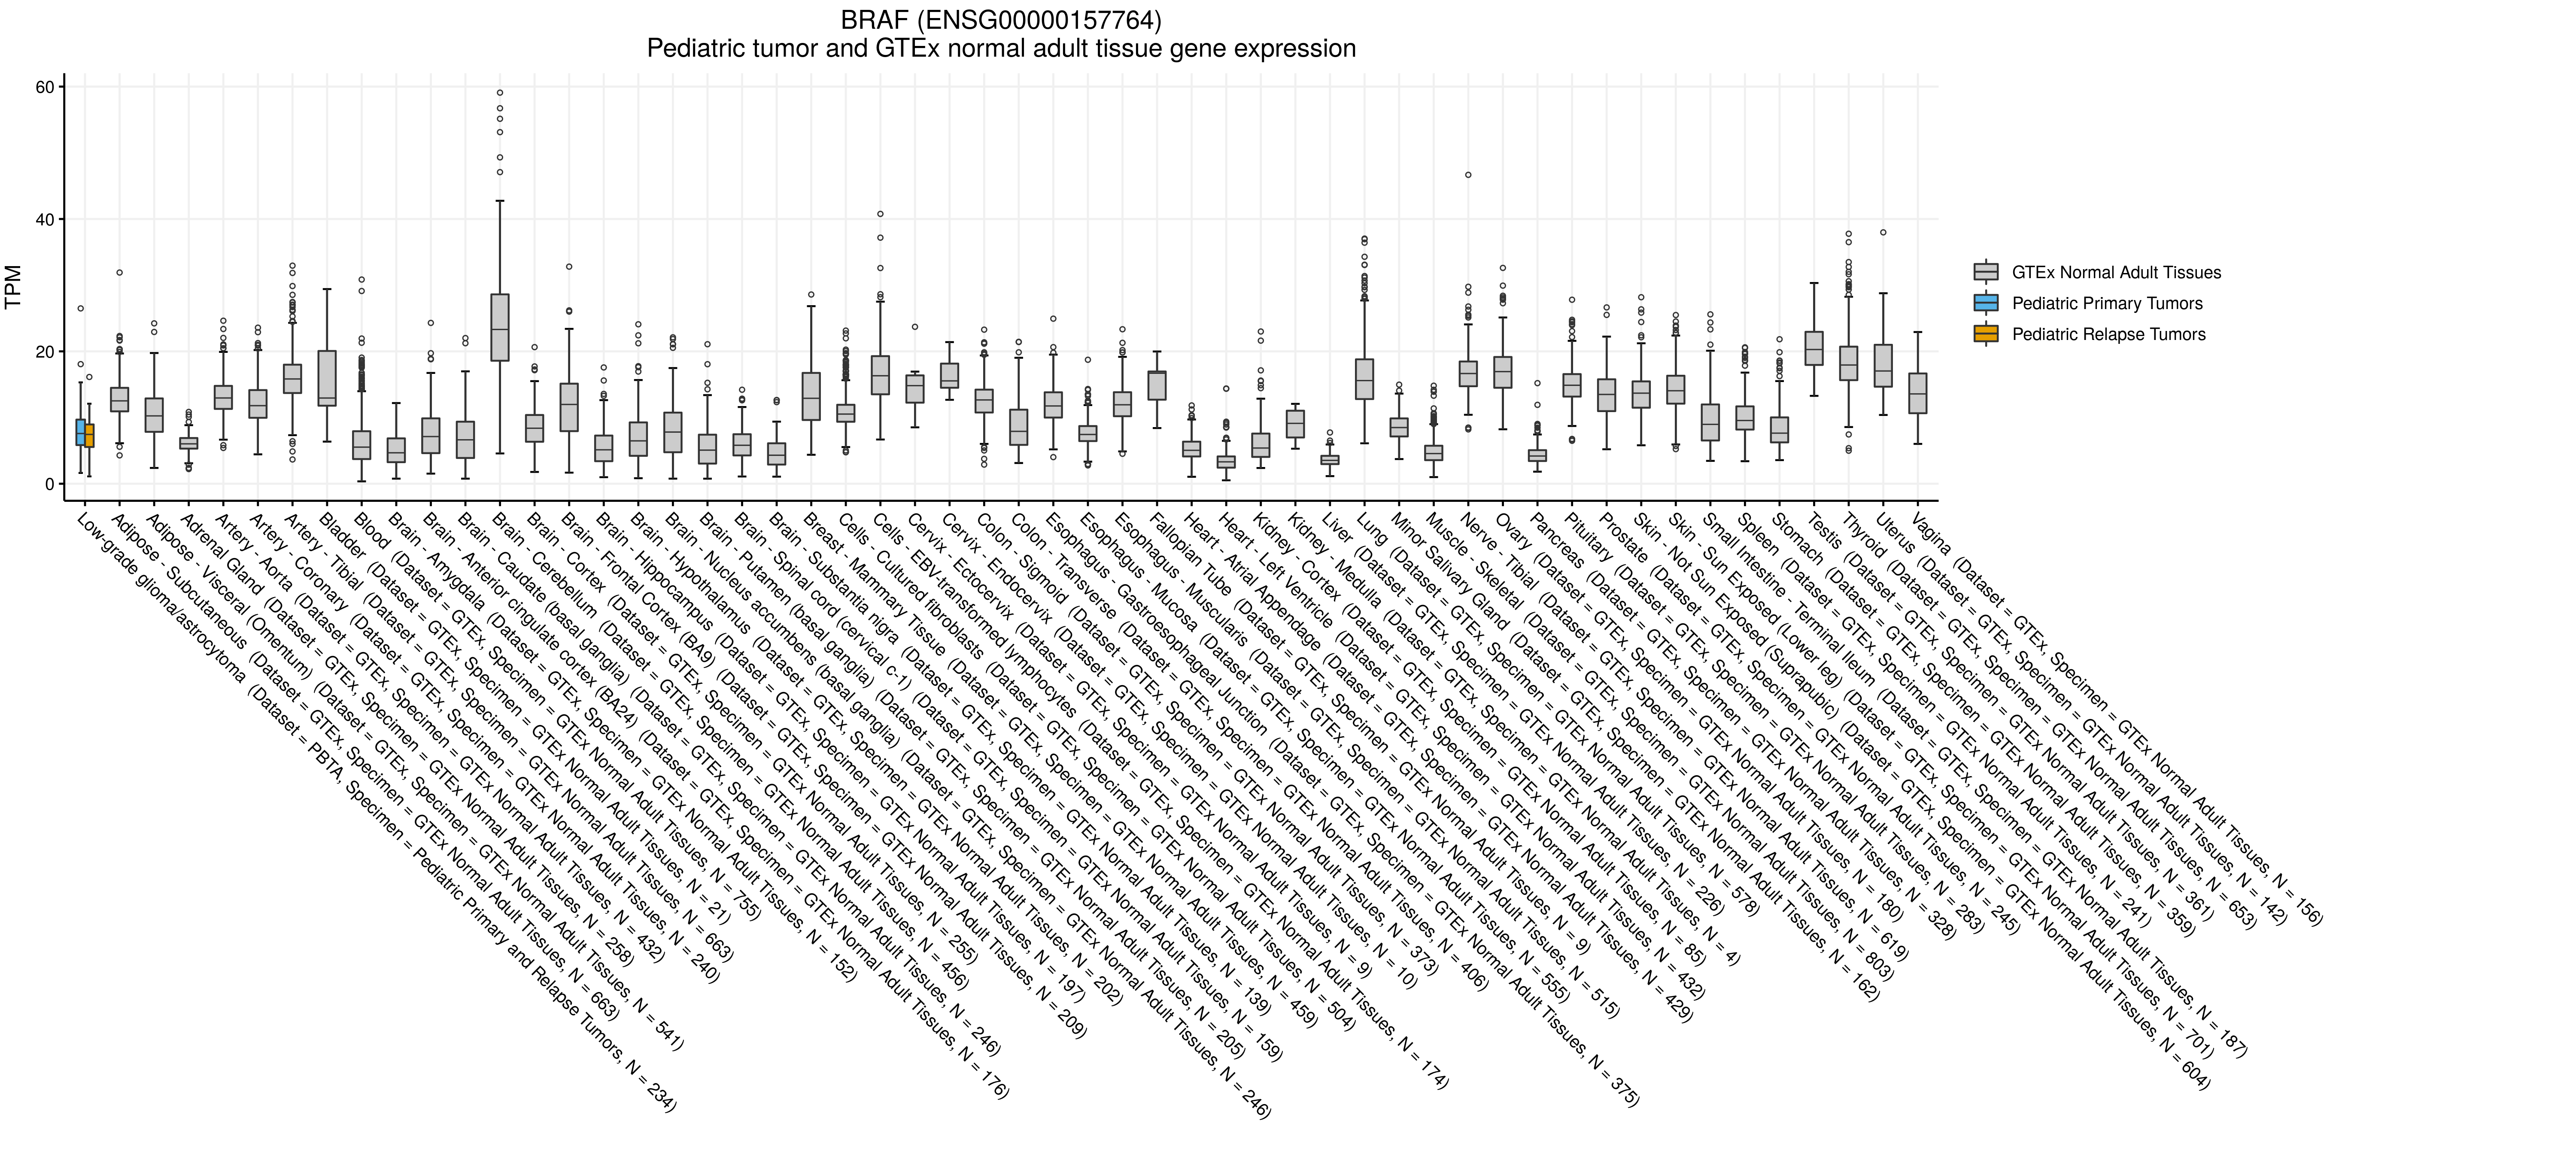 BRAF (ENSG00000157764)
Pediatric tumor and GTEx normal adult tissue gene expression
TPM
60
40
20
0
GTEx Normal Adult Tissues
Pediatric Primary Tumors
Pediatric Relapse Tumors
Low-grade glioma/astrocytoma (Dataset = PBTA, Specimen = Pediatric Primary and Relapse Tumors, N = 234)
Adipose - Subcutaneous (Dataset = GTEx, Specimen = GTEx Normal Adult Tissues, N = 663)
Adipose - Visceral (Omentum) (Dataset = GTEx, Specimen = GTEx Normal Adult Tissues, N = 541)
Adrenal Gland (Dataset = GTEx, Specimen = GTEx Normal Adult Tissues, N = 258)
Artery - Aorta (Dataset = GTEx, Specimen = GTEx Normal Adult Tissues, N = 432)
Artery - Coronary (Dataset = GTEx, Specimen = GTEx Normal Adult Tissues, N = 240)
Artery - Tibial (Dataset = GTEx, Specimen = GTEx Normal Adult Tissues, N = 663)
Bladder (Dataset = GTEx, Specimen = GTEx Normal Adult Tissues, N = 21)
Blood (Dataset = GTEx, Specimen = GTEx Normal Adult Tissues, N = 755)
Brain - Amygdala (Dataset = GTEx, Specimen = GTEx Normal Adult Tissues, N = 152)
Brain - Anterior cingulate cortex (BA24) (Dataset = GTEx, Specimen = GTEx Normal Adult Tissues, N = 176)
Brain - Caudate (basal ganglia) (Dataset = GTEx, Specimen = GTEx Normal Adult Tissues, N = 246)
Brain - Cerebellum (Dataset = GTEx, Specimen = GTEx Normal Adult Tissues, N = 456)
Brain - Cortex (Dataset = GTEx, Specimen = GTEx Normal Adult Tissues, N = 255)
Brain - Frontal Cortex (BA9) (Dataset = GTEx, Specimen = GTEx Normal Adult Tissues, N = 209)
Brain - Hippocampus (Dataset = GTEx, Specimen = GTEx Normal Adult Tissues, N = 197)
Brain - Hypothalamus (Dataset = GTEx, Specimen = GTEx Normal Adult Tissues, N = 202)
Brain - Nucleus accumbens (basal ganglia) (Dataset = GTEx, Specimen = GTEx Normal Adult Tissues, N = 246)
Brain - Putamen (basal ganglia) (Dataset = GTEx, Specimen = GTEx Normal Adult Tissues, N = 205)
Brain - Spinal cord (cervical c-1) (Dataset = GTEx, Specimen = GTEx Normal Adult Tissues, N = 159)
Brain - Substantia nigra (Dataset = GTEx, Specimen = GTEx Normal Adult Tissues, N = 139)
Breast - Mammary Tissue (Dataset = GTEx, Specimen = GTEx Normal Adult Tissues, N = 459)
Cells - Cultured fibroblasts (Dataset = GTEx, Specimen = GTEx Normal Adult Tissues, N = 504)
Cells - EBV-transformed lymphocytes (Dataset = GTEx, Specimen = GTEx Normal Adult Tissues, N = 174)
Cervix - Ectocervix (Dataset = GTEx, Specimen = GTEx Normal Adult Tissues, N = 9)
Cervix - Endocervix (Dataset = GTEx, Specimen = GTEx Normal Adult Tissues, N = 10)
Colon - Sigmoid (Dataset = GTEx, Specimen = GTEx Normal Adult Tissues, N = 373)
Colon - Transverse (Dataset = GTEx, Specimen = GTEx Normal Adult Tissues, N = 406)
Esophagus - Gastroesophageal Junction (Dataset = GTEx, Specimen = GTEx Normal Adult Tissues, N = 375)
Esophagus - Mucosa (Dataset = GTEx, Specimen = GTEx Normal Adult Tissues, N = 555)
Esophagus - Muscularis (Dataset = GTEx, Specimen = GTEx Normal Adult Tissues, N = 515)
Fallopian Tube (Dataset = GTEx, Specimen = GTEx Normal Adult Tissues, N = 9)
Heart - Atrial Appendage (Dataset = GTEx, Specimen = GTEx Normal Adult Tissues, N = 429)
Heart - Left Ventricle (Dataset = GTEx, Specimen = GTEx Normal Adult Tissues, N = 432)
Kidney - Cortex (Dataset = GTEx, Specimen = GTEx Normal Adult Tissues, N = 85)
Kidney - Medulla (Dataset = GTEx, Specimen = GTEx Normal Adult Tissues, N = 4)
Liver (Dataset = GTEx, Specimen = GTEx Normal Adult Tissues, N = 226)
Lung (Dataset = GTEx, Specimen = GTEx Normal Adult Tissues, N = 578)
Minor Salivary Gland (Dataset = GTEx, Specimen = GTEx Normal Adult Tissues, N = 162)
Muscle - Skeletal (Dataset = GTEx, Specimen = GTEx Normal Adult Tissues, N = 803)
Nerve - Tibial (Dataset = GTEx, Specimen = GTEx Normal Adult Tissues, N = 619)
Ovary (Dataset = GTEx, Specimen = GTEx Normal Adult Tissues, N = 180)
Pancreas (Dataset = GTEx, Specimen = GTEx Normal Adult Tissues, N = 328)
Pituitary (Dataset = GTEx, Specimen = GTEx Normal Adult Tissues, N = 283)
Prostate (Dataset = GTEx, Specimen = GTEx Normal Adult Tissues, N = 245)
Skin - Not Sun Exposed (Suprapubic) (Dataset = GTEx, Specimen = GTEx Normal Adult Tissues, N = 604)
Skin - Sun Exposed (Lower leg) (Dataset = GTEx, Specimen = GTEx Normal Adult Tissues, N = 701)
Small Intestine - Terminal Ileum (Dataset = GTEx, Specimen = GTEx Normal Adult Tissues, N = 187)
Spleen (Dataset = GTEx, Specimen = GTEx Normal Adult Tissues, N = 241)
Stomach (Dataset = GTEx, Specimen = GTEx Normal Adult Tissues, N = 359)
Testis (Dataset = GTEx, Specimen = GTEx Normal Adult Tissues, N = 361)
Thyroid (Dataset = GTEx, Specimen = GTEx Normal Adult Tissues, N = 653)
Uterus (Dataset = GTEx, Specimen = GTEx Normal Adult Tissues, N = 142)
Vagina (Dataset = GTEx, Specimen = GTEx Normal Adult Tissues, N = 156)